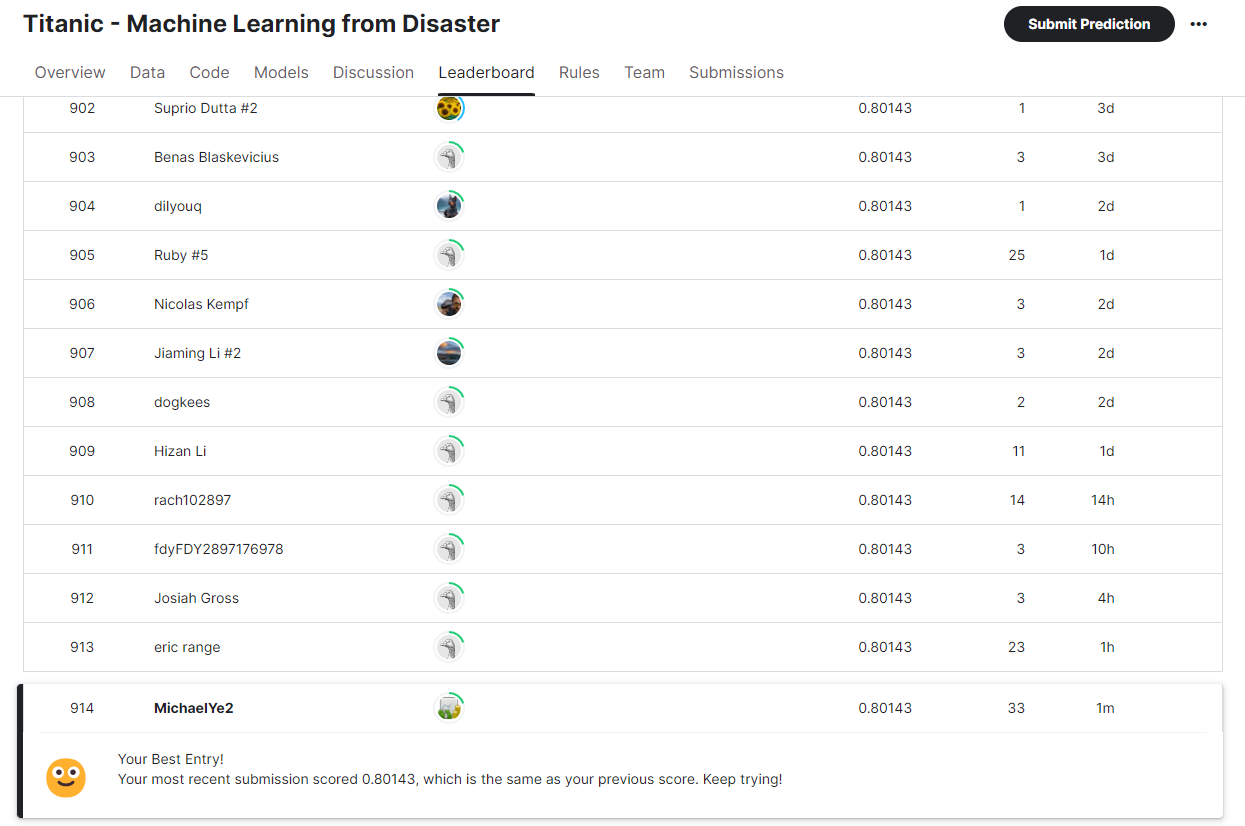 Titanic - Machine Learning from Disaster
Submit Prediction
Overview Data Code Models Discussion Leaderboard Rules Team Submissions
902 Suprio Dutta #2 0.80143 1 3d
903 Benas Blaskevicius 0.80143 3 3d
904 dilyouq 0.80143 1 2d
905 Ruby #5 0.80143 25 1d
906 Nicolas Kempf 0.80143 3 2d
907 Jiaming Li #2 0.80143 3 2d
908 dogkees 0.80143 2 2d
909 Hizan Li 0.80143 11 1d
910 rach102897 0.80143 14 14h
911 fdyFDY2897176978 0.80143 3 10h
912 Josiah Gross 0.80143 3 4h
913 eric range 0.80143 23 1h
914 MichaelYe2 0.80143 33 1m
Your Best Entry!
Your most recent submission scored 0.80143, which is the same as your previous score. Keep trying!